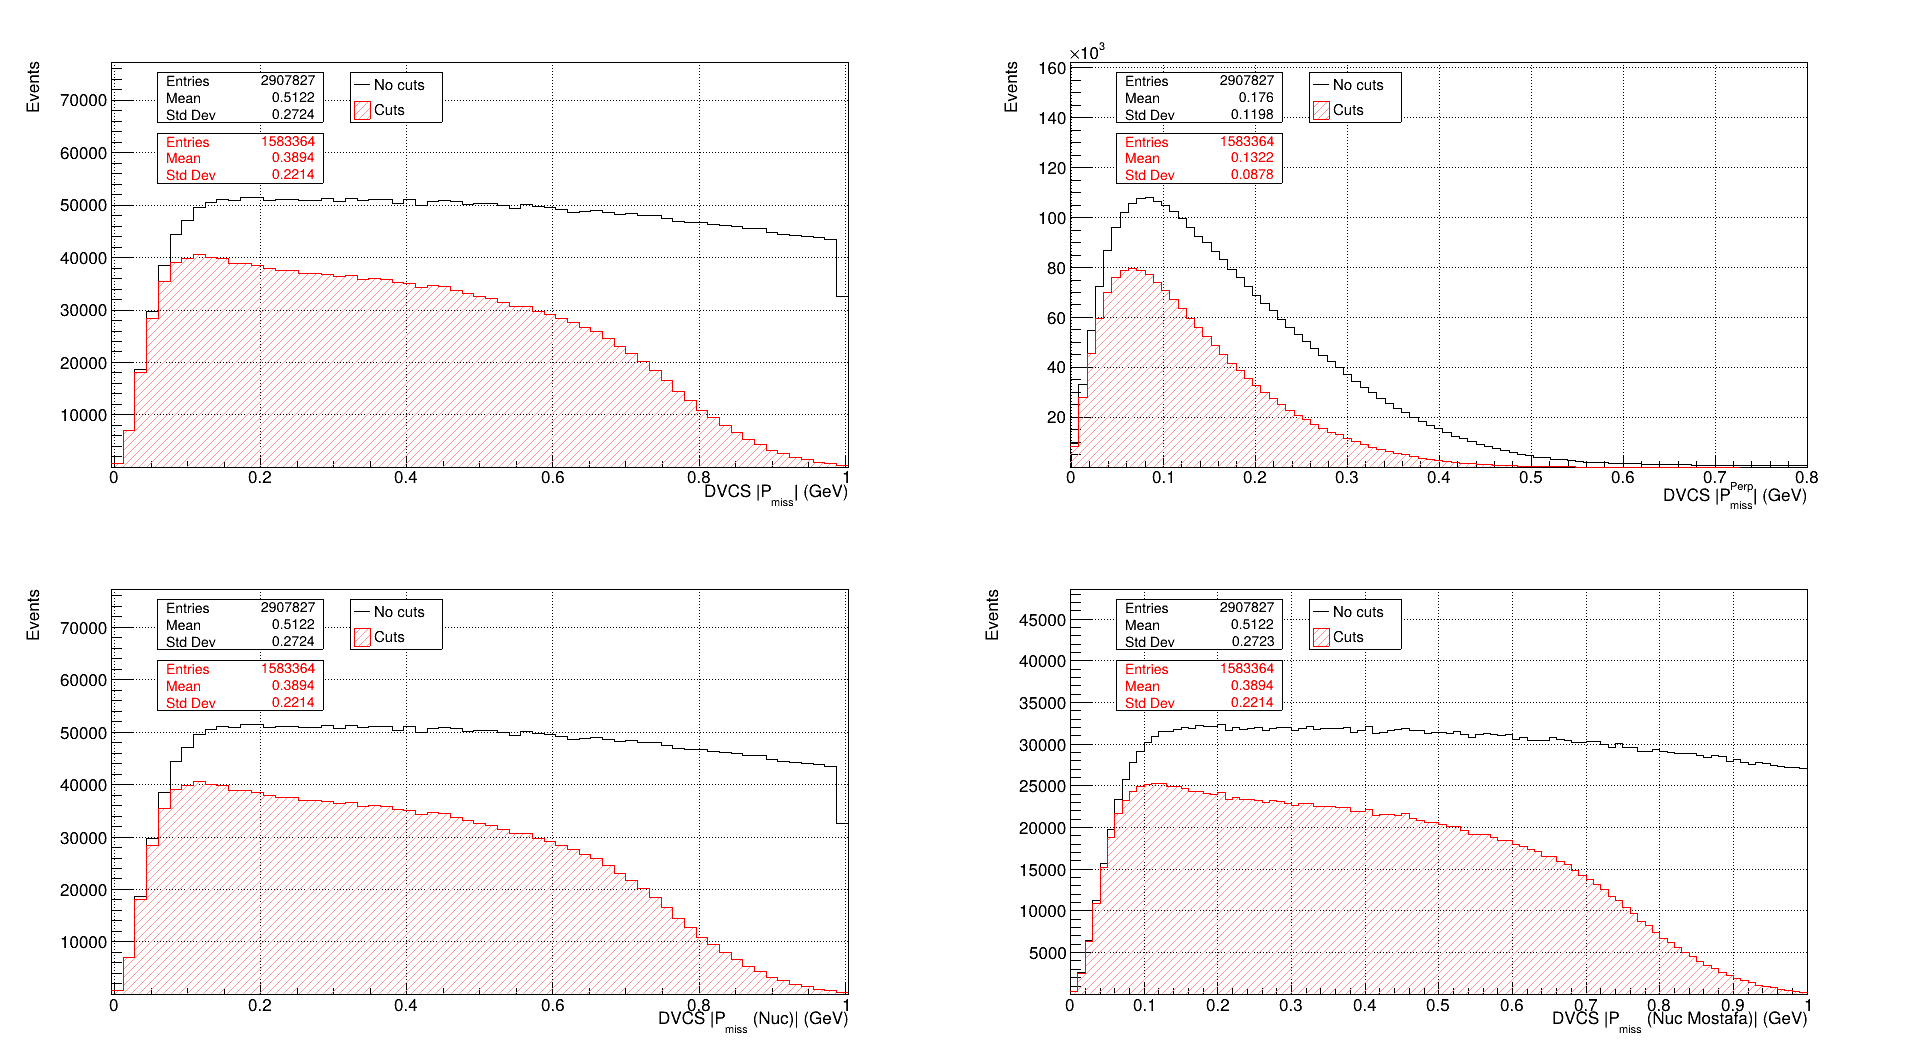 Events
Entries 2907827
Mean 0.5122
Std Dev 0.2724
Entries 1583364
Mean 0.3894
Std Dev 0.2214
No cuts
Cuts
70000
60000
50000
40000
30000
20000
10000
0 0.2 0.4 0.6 0.8 1
DVCS |P_miss| (GeV)
×10³
Events
Entries 2907827
Mean 0.176
Std Dev 0.1198
Entries 1583364
Mean 0.1322
Std Dev 0.0878
No cuts
Cuts
160
140
120
100
80
60
40
20
0 0.1 0.2 0.3 0.4 0.5 0.6 0.7 0.8
DVCS |P^Perp_miss| (GeV)
Events
Entries 2907827
Mean 0.5122
Std Dev 0.2724
Entries 1583364
Mean 0.3894
Std Dev 0.2214
No cuts
Cuts
70000
60000
50000
40000
30000
20000
10000
0 0.2 0.4 0.6 0.8 1
DVCS |P_miss (Nuc)| (GeV)
Events
Entries 2907827
Mean 0.5122
Std Dev 0.2723
Entries 1583364
Mean 0.3894
Std Dev 0.2214
No cuts
Cuts
45000
40000
35000
30000
25000
20000
15000
10000
5000
0 0.1 0.2 0.3 0.4 0.5 0.6 0.7 0.8 0.9 1
DVCS |P_miss (Nuc Mostafa)| (GeV)